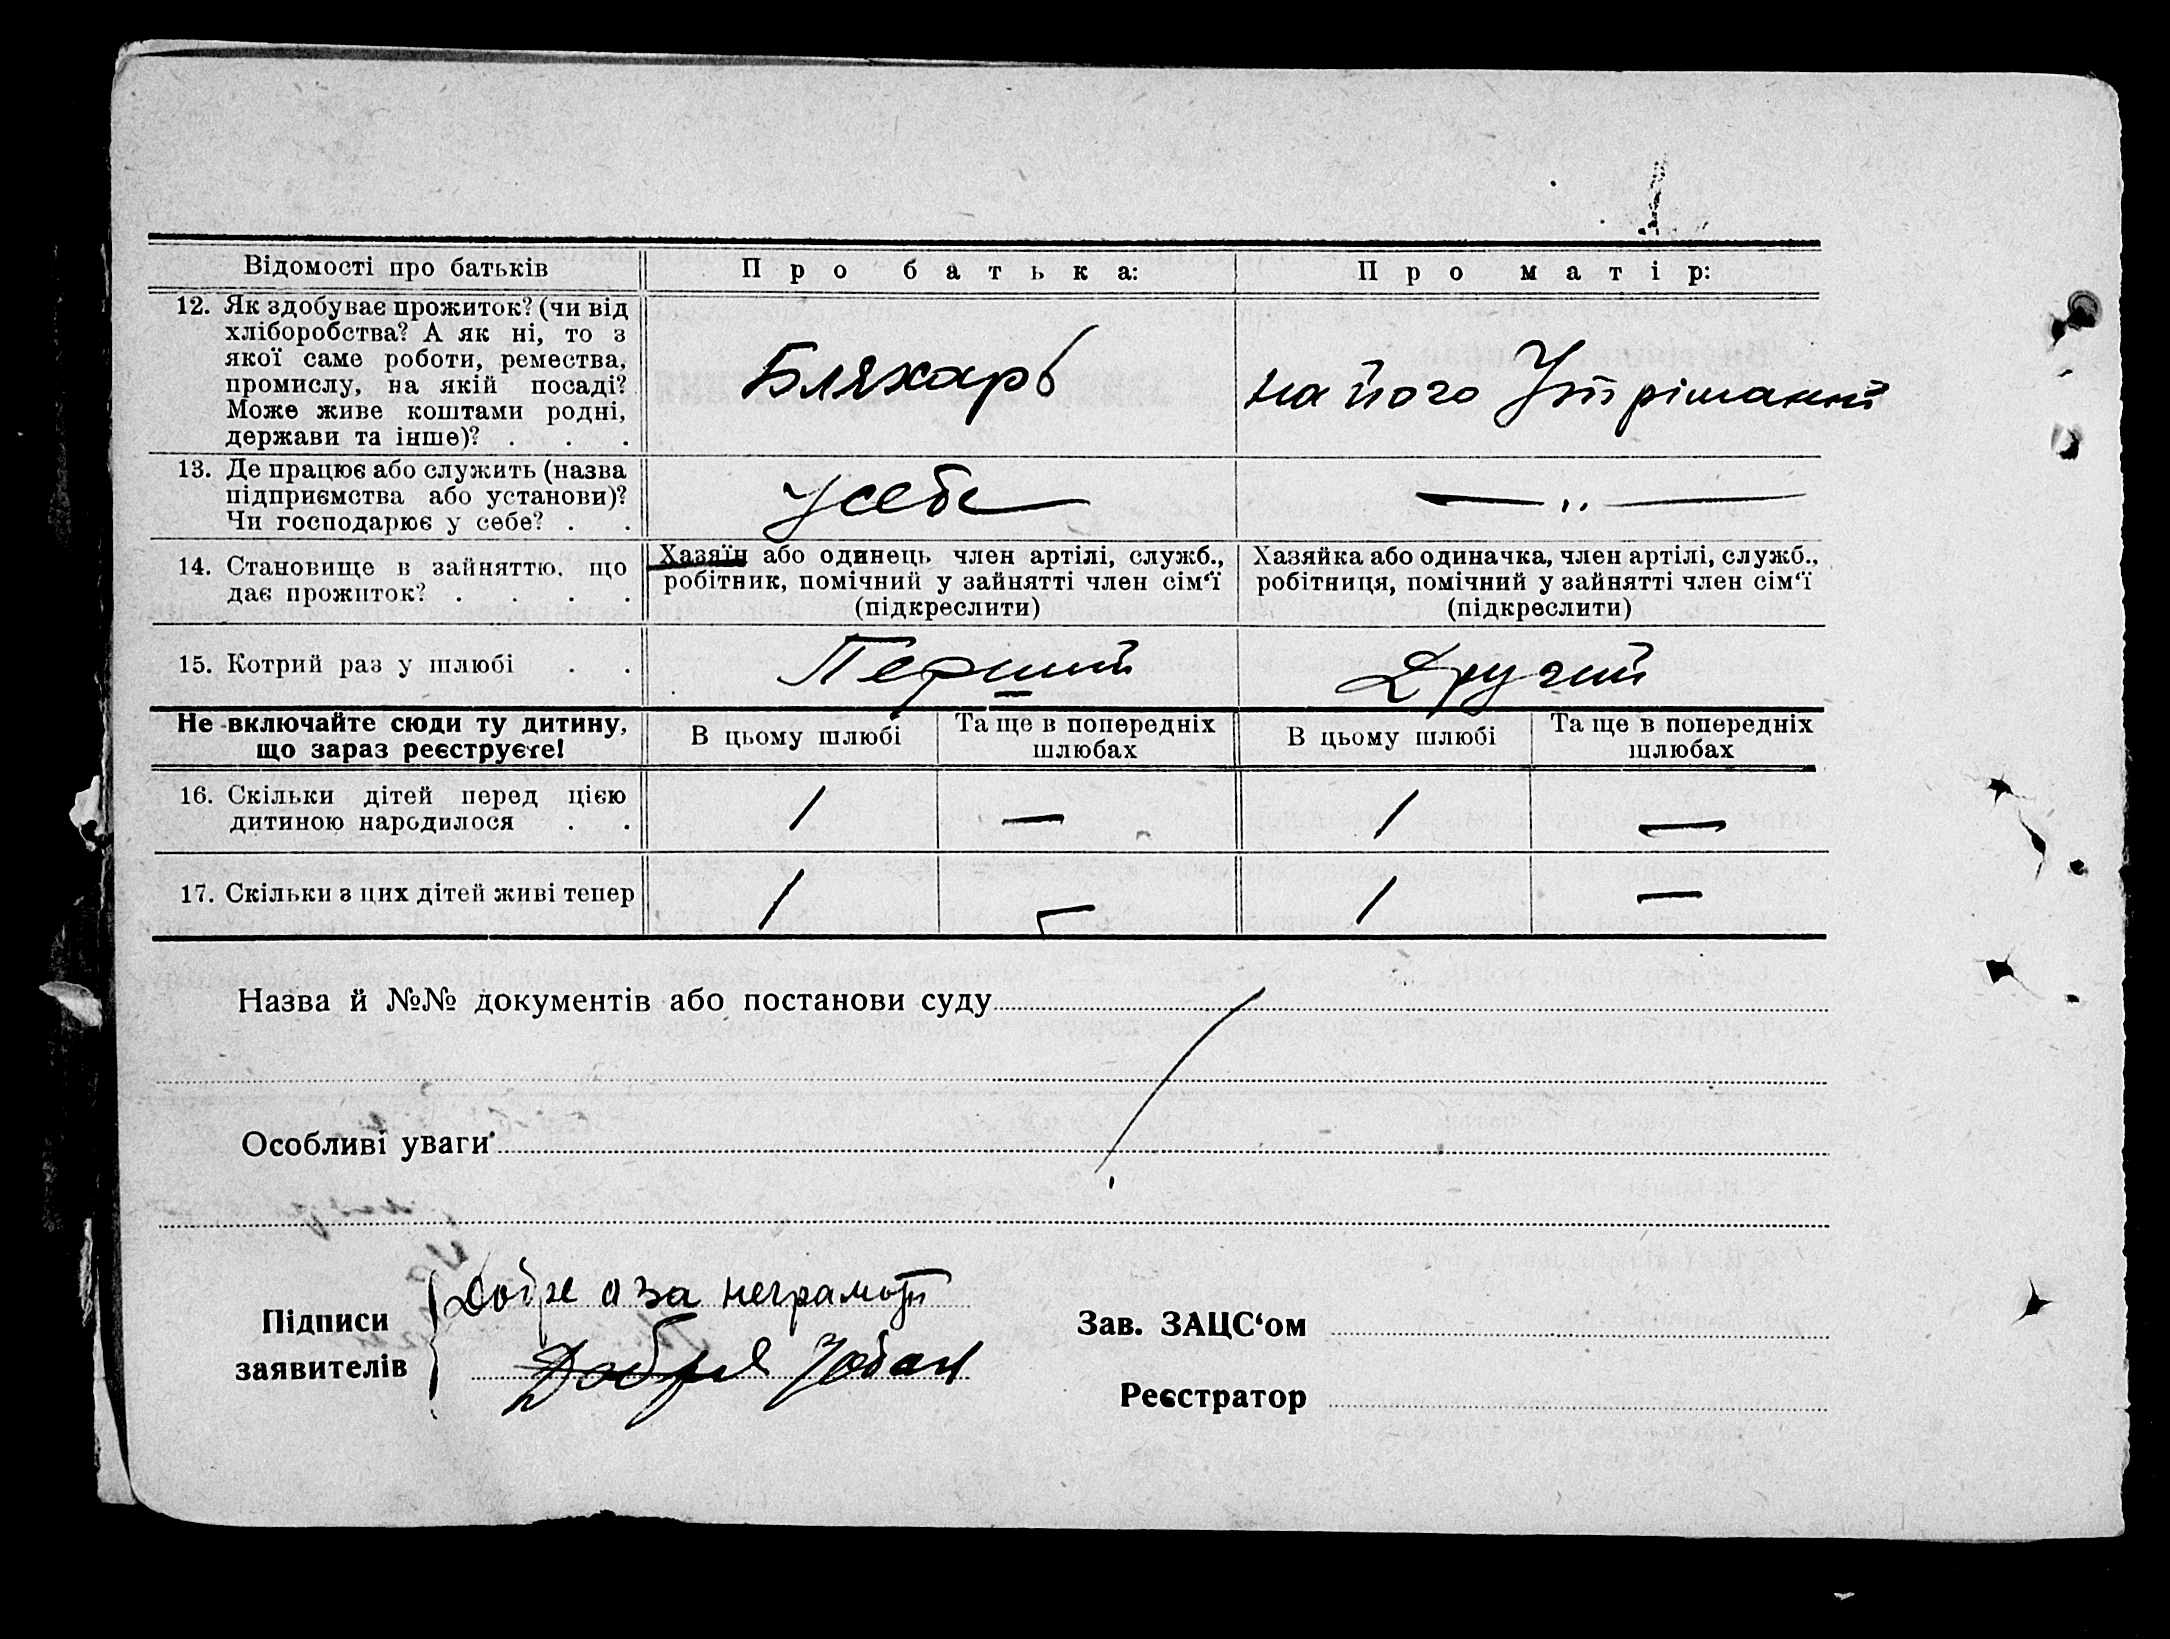 Відомості про батьків
Про батька:
Про матір:
12. Як здобуває прожиток? (чи від
хліборобства? А як ні, то з
якої саме роботи, ремества,
промислу, на якій посаді?
Може живе коштами родні,
держави та інше)? . . .
Бляхарь
на його Утріманні
13. Де працює або служить (назва
підприємства або установи)?
Чи господарює у себе? . .
У себе
— „ —
14. Становище в зайняттю, що
дає прожиток? . . . .
Хазяїн або одинець член артілі, служб.,
робітник, помічний у зайнятті член сім‘ї
(підкреслити)
Хазяйка або одиначка, член артілі, служб.,
робітниця, помічний у зайнятті член сім‘ї
(підкреслити)
15. Котрий раз у шлюбі . .
Перший
Другий
Не включайте сюди ту дитину,
що зараз реєструєте!
В цьому шлюбі
Та ще в попередніх
шлюбах
В цьому шлюбі
Та ще в попередніх
шлюбах
16. Скільки дітей перед цією
дитиною народилося . .
1 — 1 —
17. Скільки з цих дітей живі тепер
1 — 1 —
Назва й №№ документів або постанови суду
Особливі уваги
Підписи
заявителів
а за неграмотн
Зав. ЗАЦС‘ом
Реєстратор